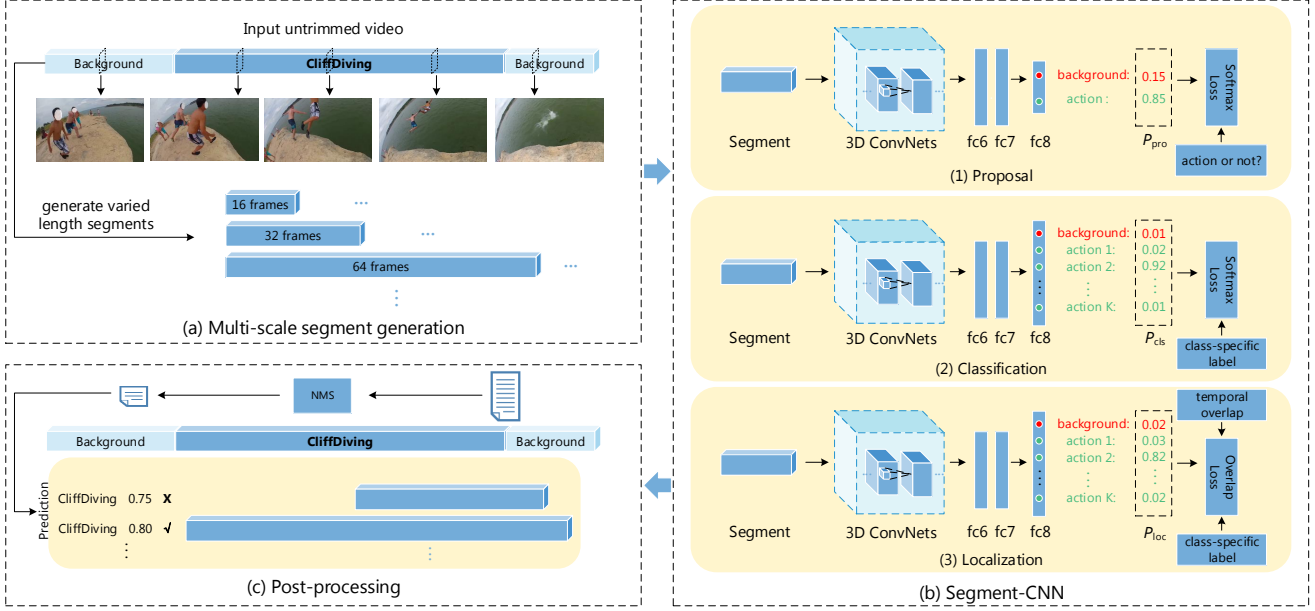 Input untrimmed video
Background
CliffDiving
Background
generate varied
length segments
16 frames
...
32 frames
...
64 frames
...
⋮
(a) Multi-scale segment generation
NMS
Background
CliffDiving
Background
Prediction
CliffDiving 0.75 X
CliffDiving 0.80 √
⋮
⋮
(c) Post-processing
Segment
3D ConvNets
fc6 fc7 fc8
background: 0.15
action : 0.85
Ppro
Softmax
Loss
action or not?
(1) Proposal
Segment
3D ConvNets
fc6 fc7 fc8
background: 0.01
action 1: 0.02
action 2: 0.92
⋮ ⋮
action K: 0.01
Pcls
Softmax
Loss
class-specific
label
(2) Classification
Segment
3D ConvNets
fc6 fc7 fc8
background: 0.02
action 1: 0.03
action 2: 0.82
⋮ ⋮
action K: 0.02
Ploc
temporal
overlap
Overlap
Loss
class-specific
label
(3) Localization
(b) Segment-CNN